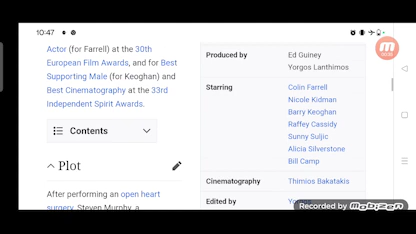 10:47
Actor (for Farrell) at the 30th
European Film Awards, and for Best
Supporting Male (for Keoghan) and
Best Cinematography at the 33rd
Independent Spirit Awards.
Contents
Plot
After performing an open heart
surgery, Steven Murphy, a
Produced by Ed Guiney
Yorgos Lanthimos
Starring Colin Farrell
Nicole Kidman
Barry Keoghan
Raffey Cassidy
Sunny Suljic
Alicia Silverstone
Bill Camp
Cinematography Thimios Bakatakis
Edited by
Recorded by Mobizen